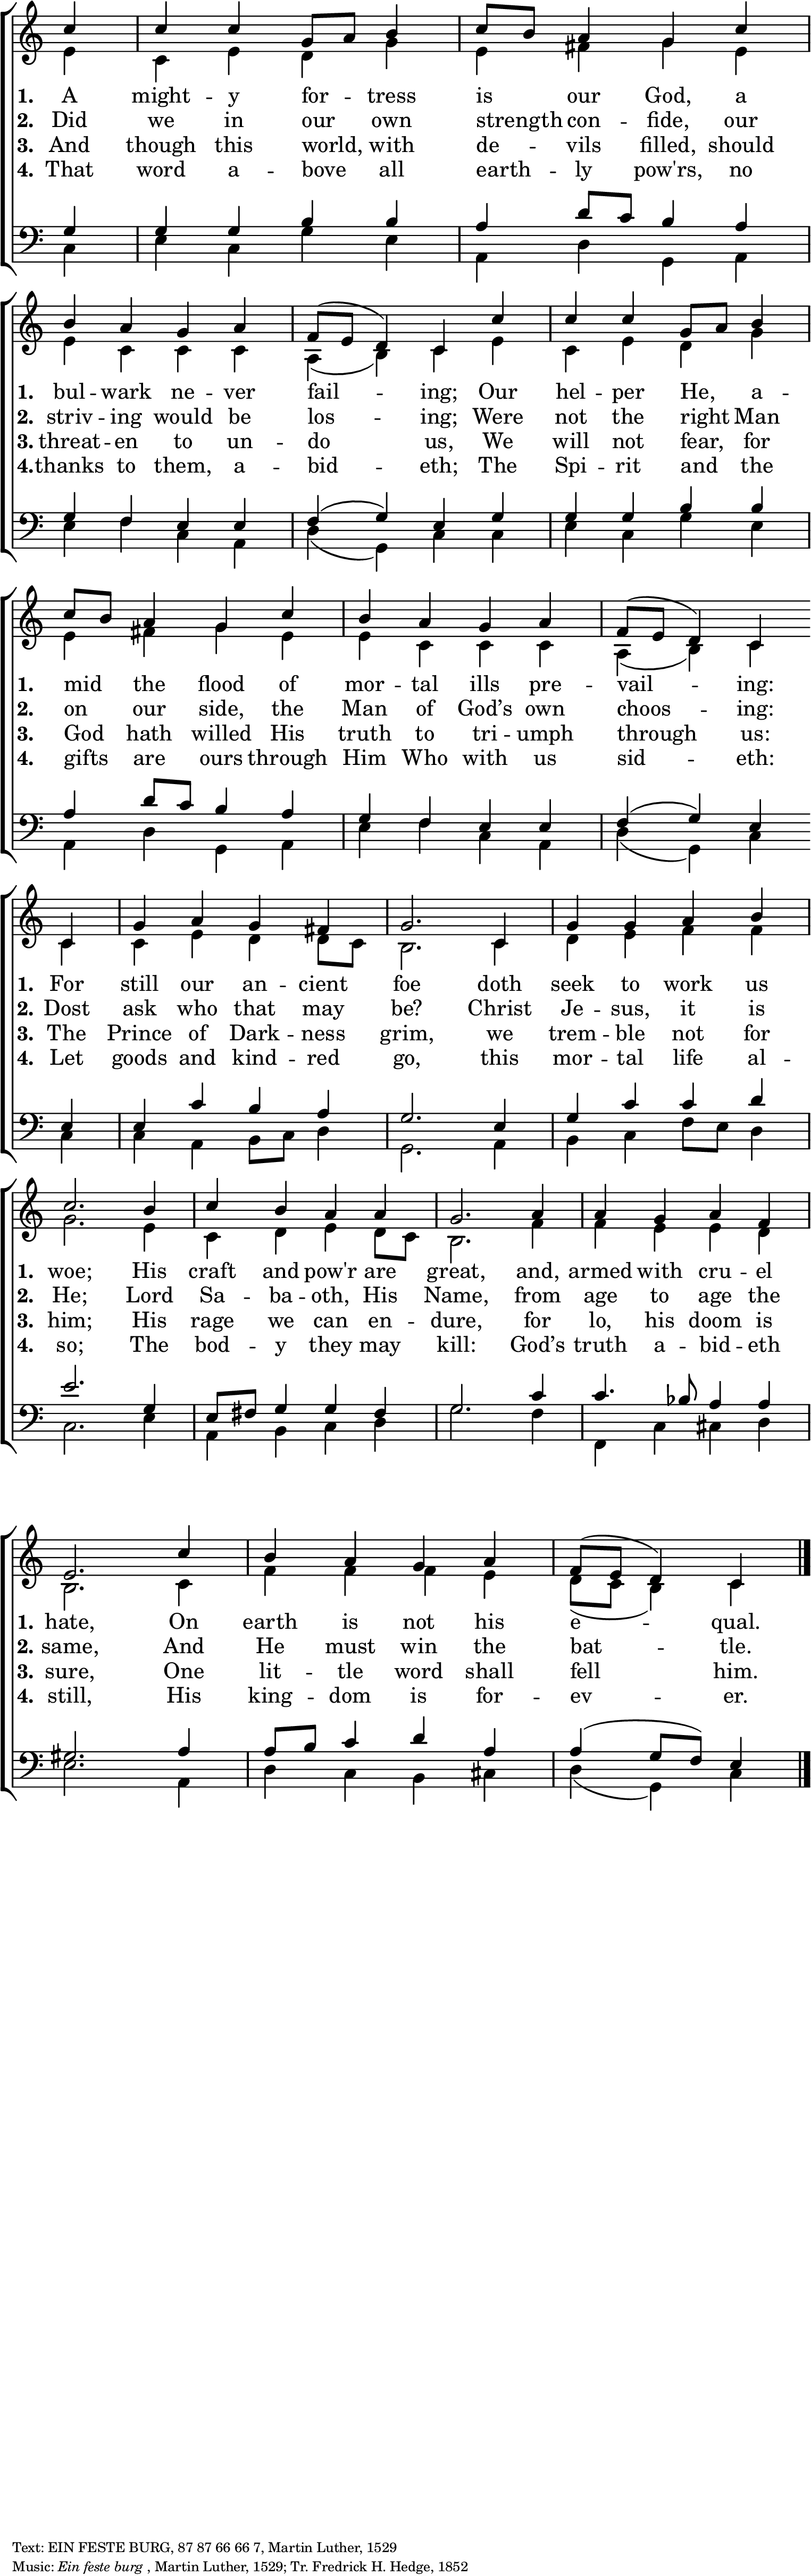 1. A might -- y for -- tress is our God, a
2. Did we in our own strength con -- fide, our
3. And though this world, with de -- vils filled, should
4. That word a -- bove all earth -- ly pow'rs, no
1. bul -- wark ne -- ver fail -- ing; Our hel -- per He, a --
2. striv -- ing would be los -- ing; Were not the right Man
3. threat -- en to un -- do us, We will not fear, for
4. thanks to them, a -- bid -- eth; The Spi -- rit and the
1. mid the flood of mor -- tal ills pre -- vail -- ing:
2. on our side, the Man of God’s own choos -- ing:
3. God hath willed His truth to tri -- umph through us:
4. gifts are ours through Him Who with us sid -- eth:
1. For still our an -- cient foe doth seek to work us
2. Dost ask who that may be? Christ Je -- sus, it is
3. The Prince of Dark -- ness grim, we trem -- ble not for
4. Let goods and kind -- red go, this mor -- tal life al --
1. woe; His craft and pow'r are great, and, armed with cru -- el
2. He; Lord Sa -- ba -- oth, His Name, from age to age the
3. him; His rage we can en -- dure, for lo, his doom is
4. so; The bod -- y they may kill: God’s truth a -- bid -- eth
1. hate, On earth is not his e -- qual.
2. same, And He must win the bat -- tle.
3. sure, One lit -- tle word shall fell him.
4. still, His king -- dom is for -- ev -- er.
Text: EIN FESTE BURG, 87 87 66 66 7, Martin Luther, 1529
Music: Ein feste burg , Martin Luther, 1529; Tr. Fredrick H. Hedge, 1852